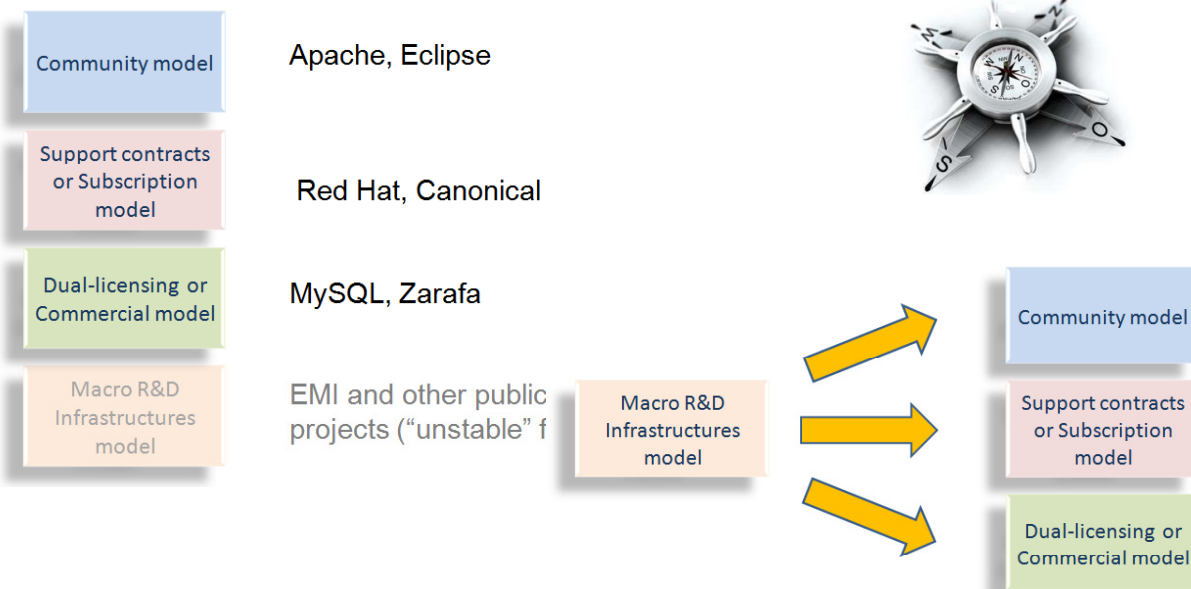 Community model
Apache, Eclipse
Support contracts
or Subscription
model
Red Hat, Canonical
Dual-licensing or
Commercial model
MySQL, Zarafa
Macro R&D
Infrastructures
model
EMI and other public
projects ("unstable" f
Macro R&D
Infrastructures
model
Community model
Support contracts
or Subscription
model
Dual-licensing or
Commercial model